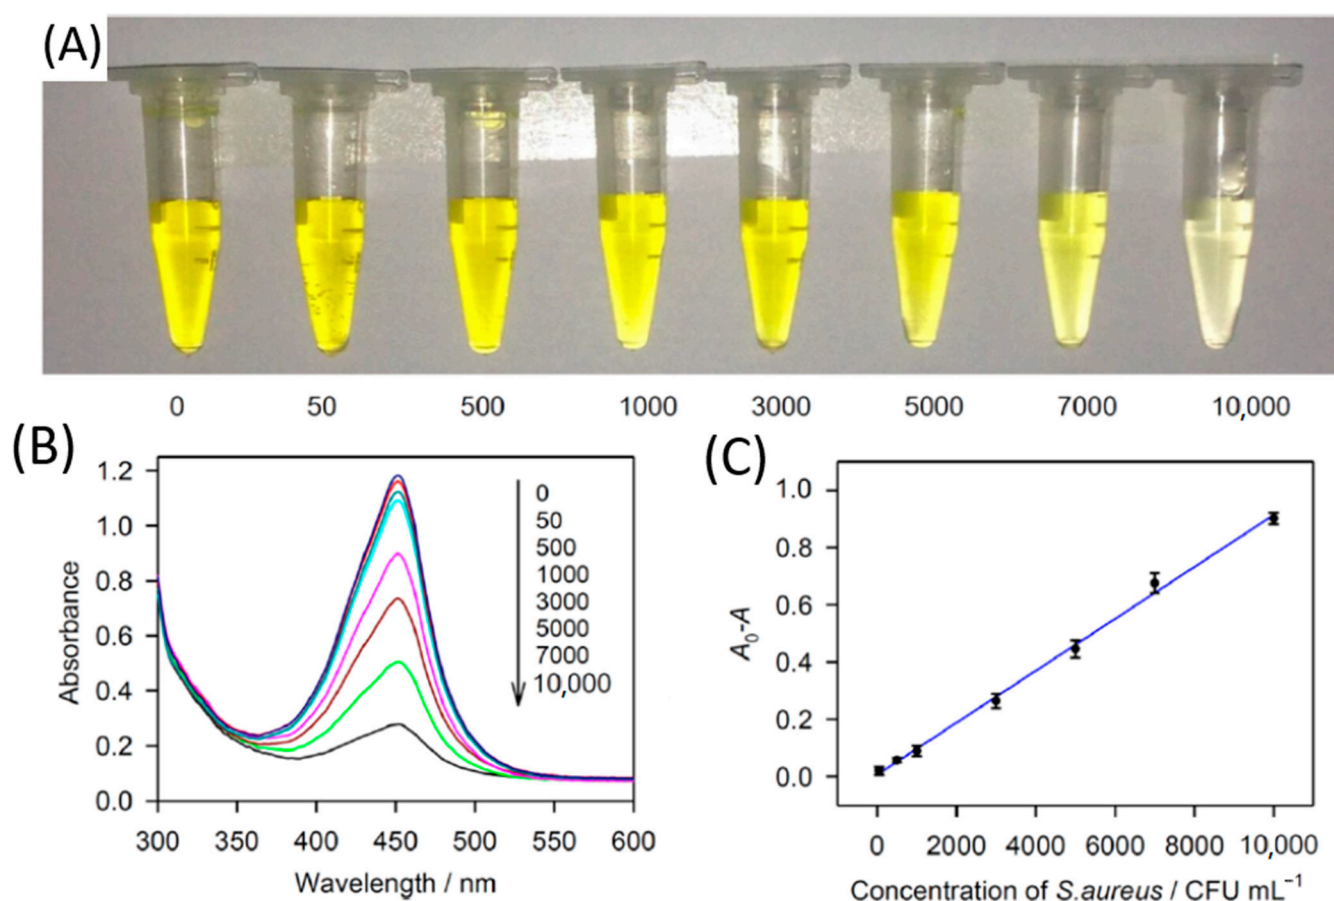 (A)
0 50 500 1000 3000 5000 7000 10,000
(B)
Absorbance
1.2
1.0
0.8
0.6
0.4
0.2
0.0
300 350 400 450 500 550 600
Wavelength / nm
0
50
500
1000
3000
5000
7000
10,000
(C)
A₀-A
1.0
0.8
0.6
0.4
0.2
0.0
0 2000 4000 6000 8000 10,000
Concentration of S.aureus / CFU mL⁻¹